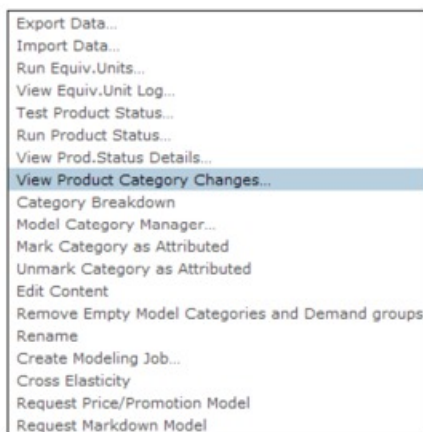 Export Data...
Import Data...
Run Equiv.Units...
View Equiv.Unit Log...
Test Product Status...
Run Product Status...
View Prod.Status Details...
View Product Category Changes...
Category Breakdown
Model Category Manager...
Mark Category as Attributed
Unmark Category as Attributed
Edit Content
Remove Empty Model Categories and Demand groups
Rename
Create Modeling Job...
Cross Elasticity
Request Price/Promotion Model
Request Markdown Model